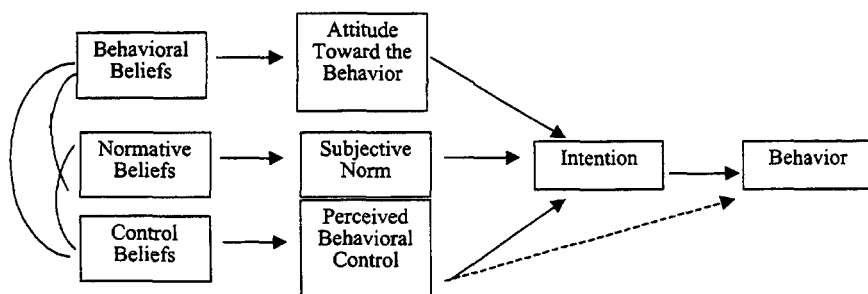 Behavioral
Beliefs
Attitude
Toward the
Behavior
Normative
Beliefs
Subjective
Norm
Intention
Behavior
Control
Beliefs
Perceived
Behavioral
Control